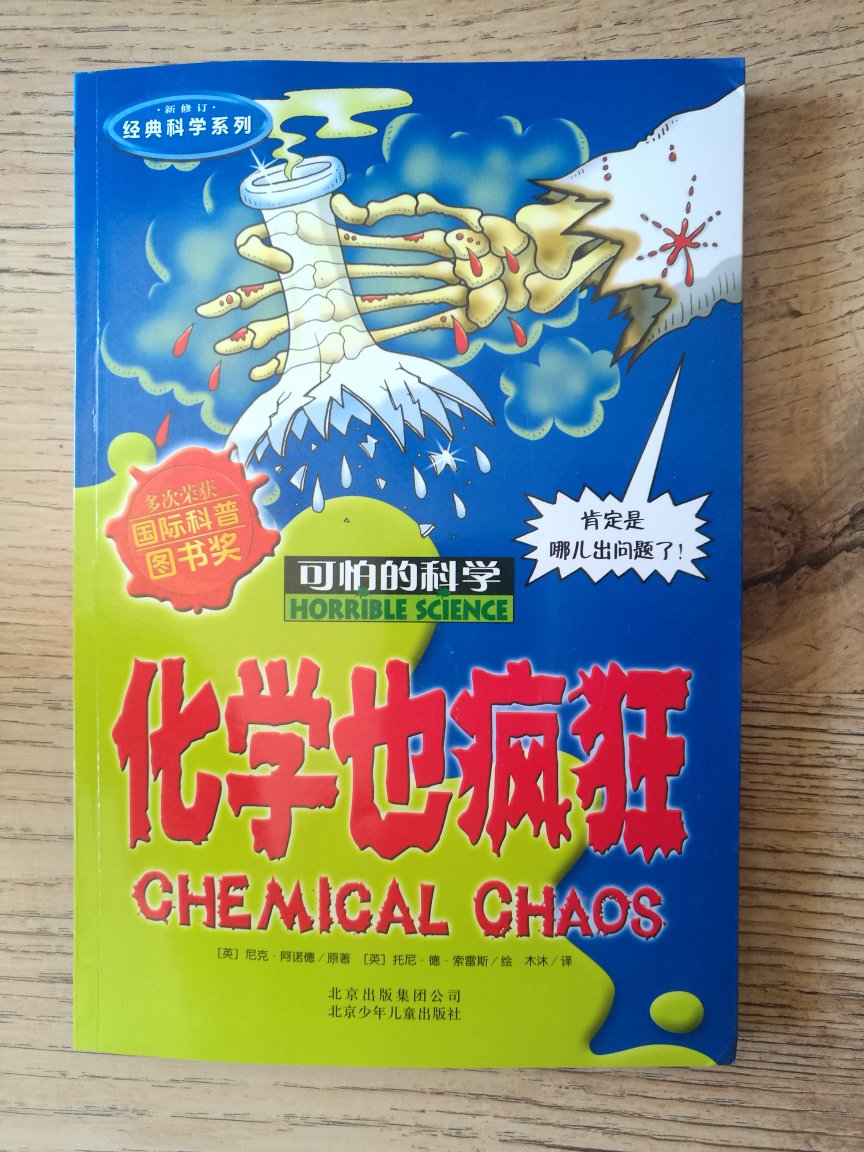 ·新修订·
经典科学系列
多次荣获
国际科普
图书奖
肯定是
哪儿出问题了!
可怕的科学
HORRIBLE SCIENCE
化学也疯狂
CHEMICAL CHAOS
[英] 尼克·阿诺德/原著 [英] 托尼·德·索雷斯/绘 木沐/译
北京出版集团公司
北京少年儿童出版社